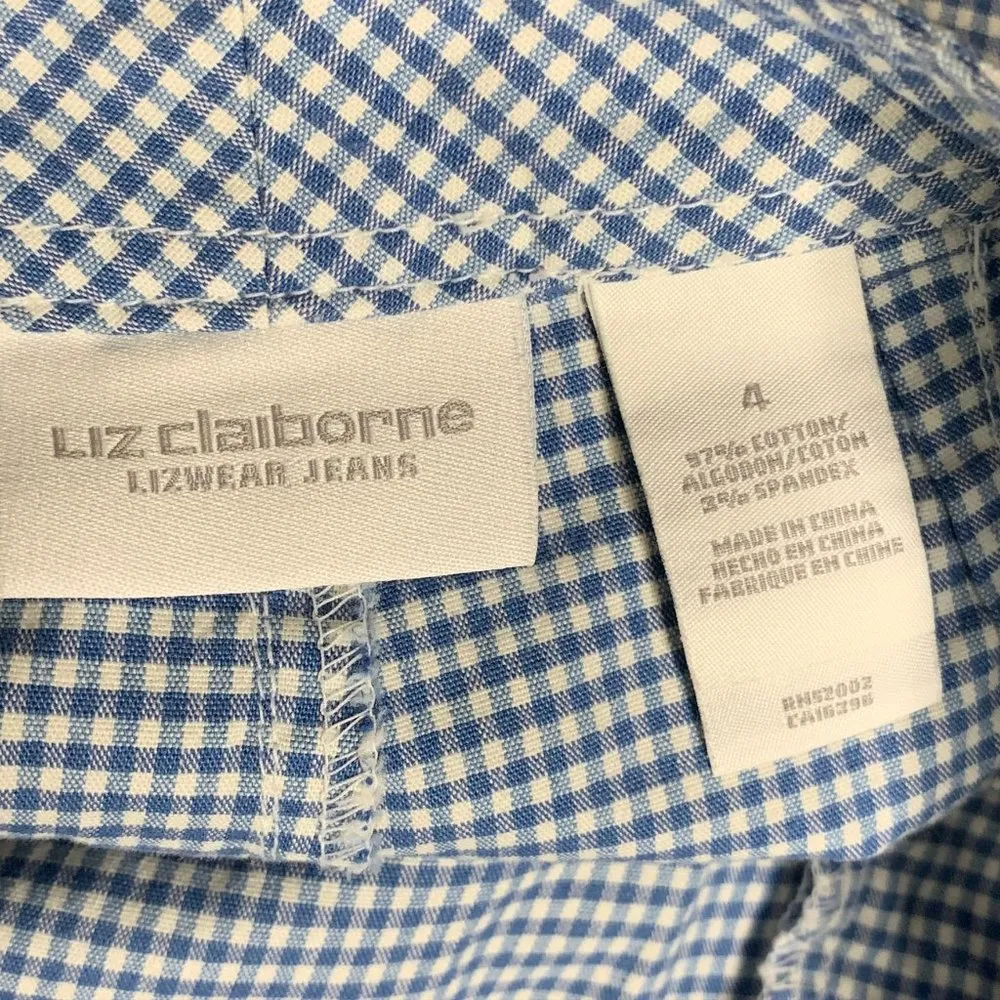 Liz claiborne
LIZWEAR JEANS
4
97% COTTON/
ALGODON/COTON
3% SPANDEX
MADE IN CHINA
HECHO EN CHINA
FABRIQUE EN CHINE
RN52002
CA16296